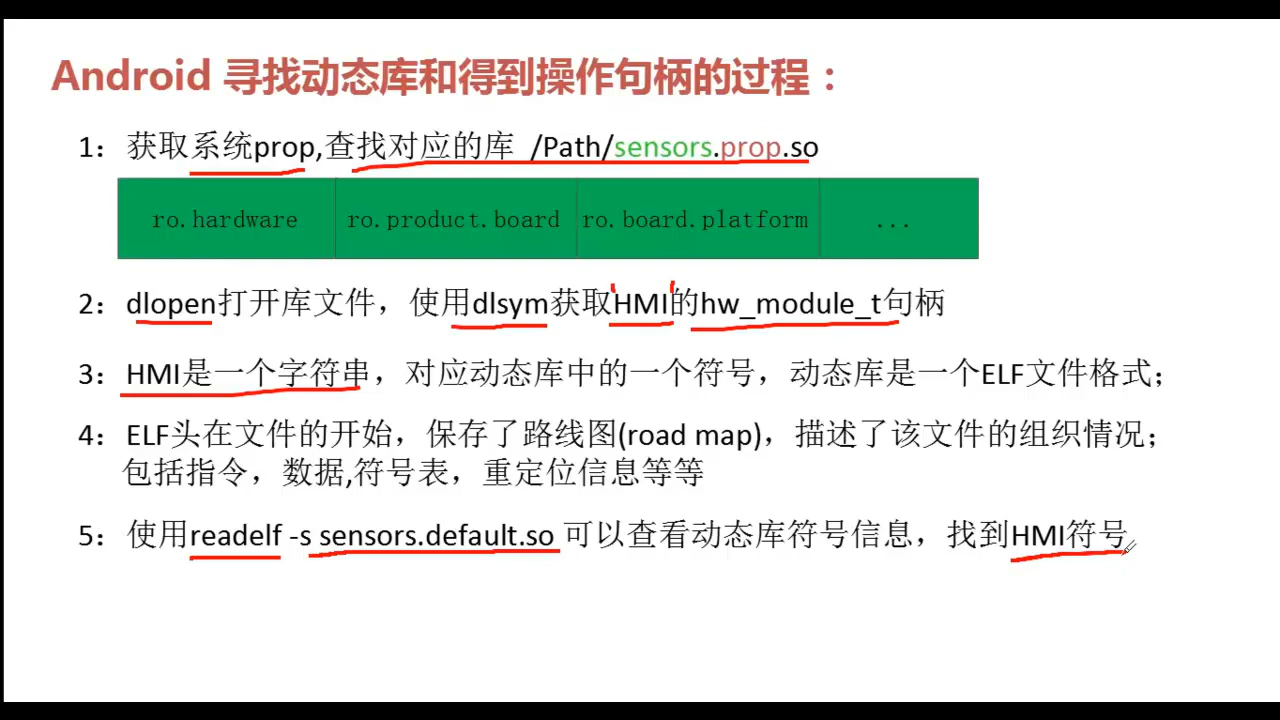 Android 寻找动态库和得到操作句柄的过程：
1：获取系统prop,查找对应的库 /Path/sensors.prop.so
ro.hardware ro.product.board ro.board.platform ...
2：dlopen打开库文件，使用dlsym获取HMI的hw_module_t句柄
3：HMI是一个字符串，对应动态库中的一个符号，动态库是一个ELF文件格式；
4：ELF头在文件的开始，保存了路线图(road map)，描述了该文件的组织情况；
包括指令，数据,符号表，重定位信息等等
5：使用readelf -s sensors.default.so 可以查看动态库符号信息，找到HMI符号